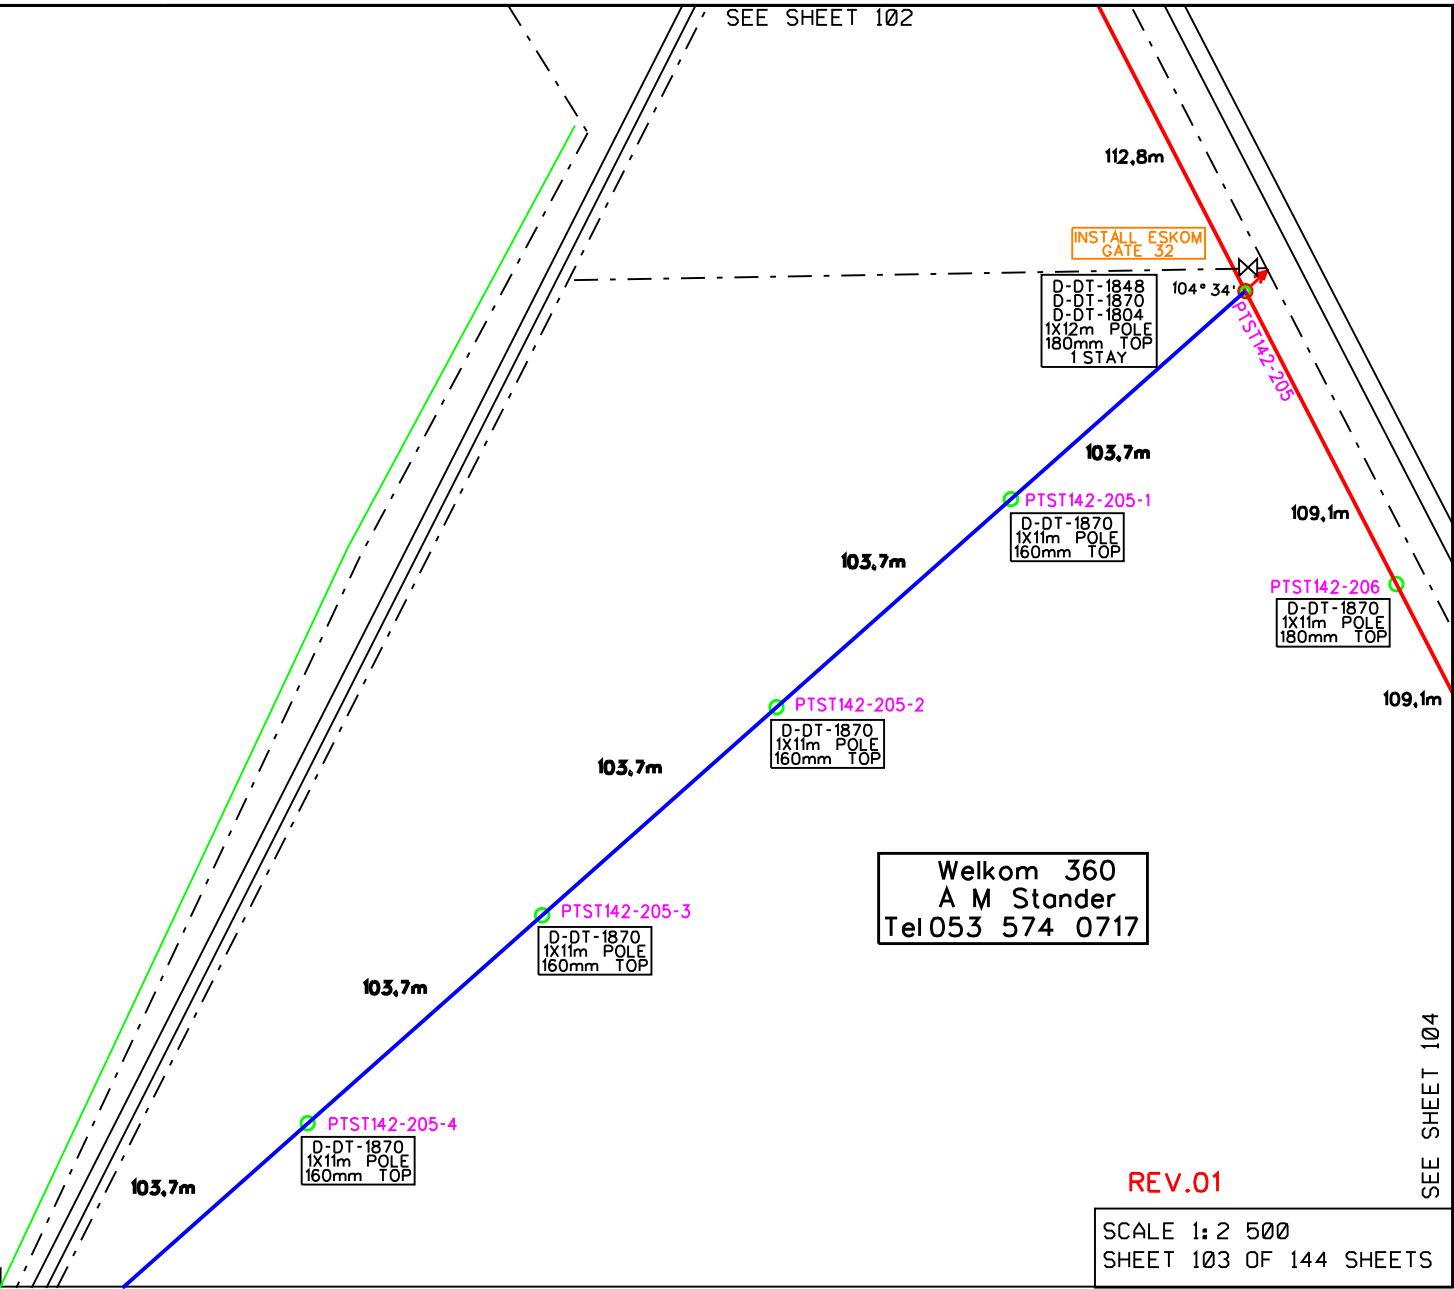 SEE SHEET 102
112,8m
INSTALL ESKOM
GATE 32
D-DT-1848
D-DT-1870
D-DT-1804
1X12m POLE
180mm TOP
1 STAY
104° 34'
PTST142-205
103,7m
PTST142-205-1
D-DT-1870
1X11m POLE
160mm TOP
109,1m
103,7m
PTST142-206
D-DT-1870
1X11m POLE
180mm TOP
109,1m
PTST142-205-2
D-DT-1870
1X11m POLE
160mm TOP
103,7m
Welkom 360
A M Stander
Tel 053 574 0717
PTST142-205-3
D-DT-1870
1X11m POLE
160mm TOP
103,7m
PTST142-205-4
D-DT-1870
1X11m POLE
160mm TOP
103,7m
SEE SHEET 104
REV.01
SCALE 1:2 500
SHEET 103 OF 144 SHEETS